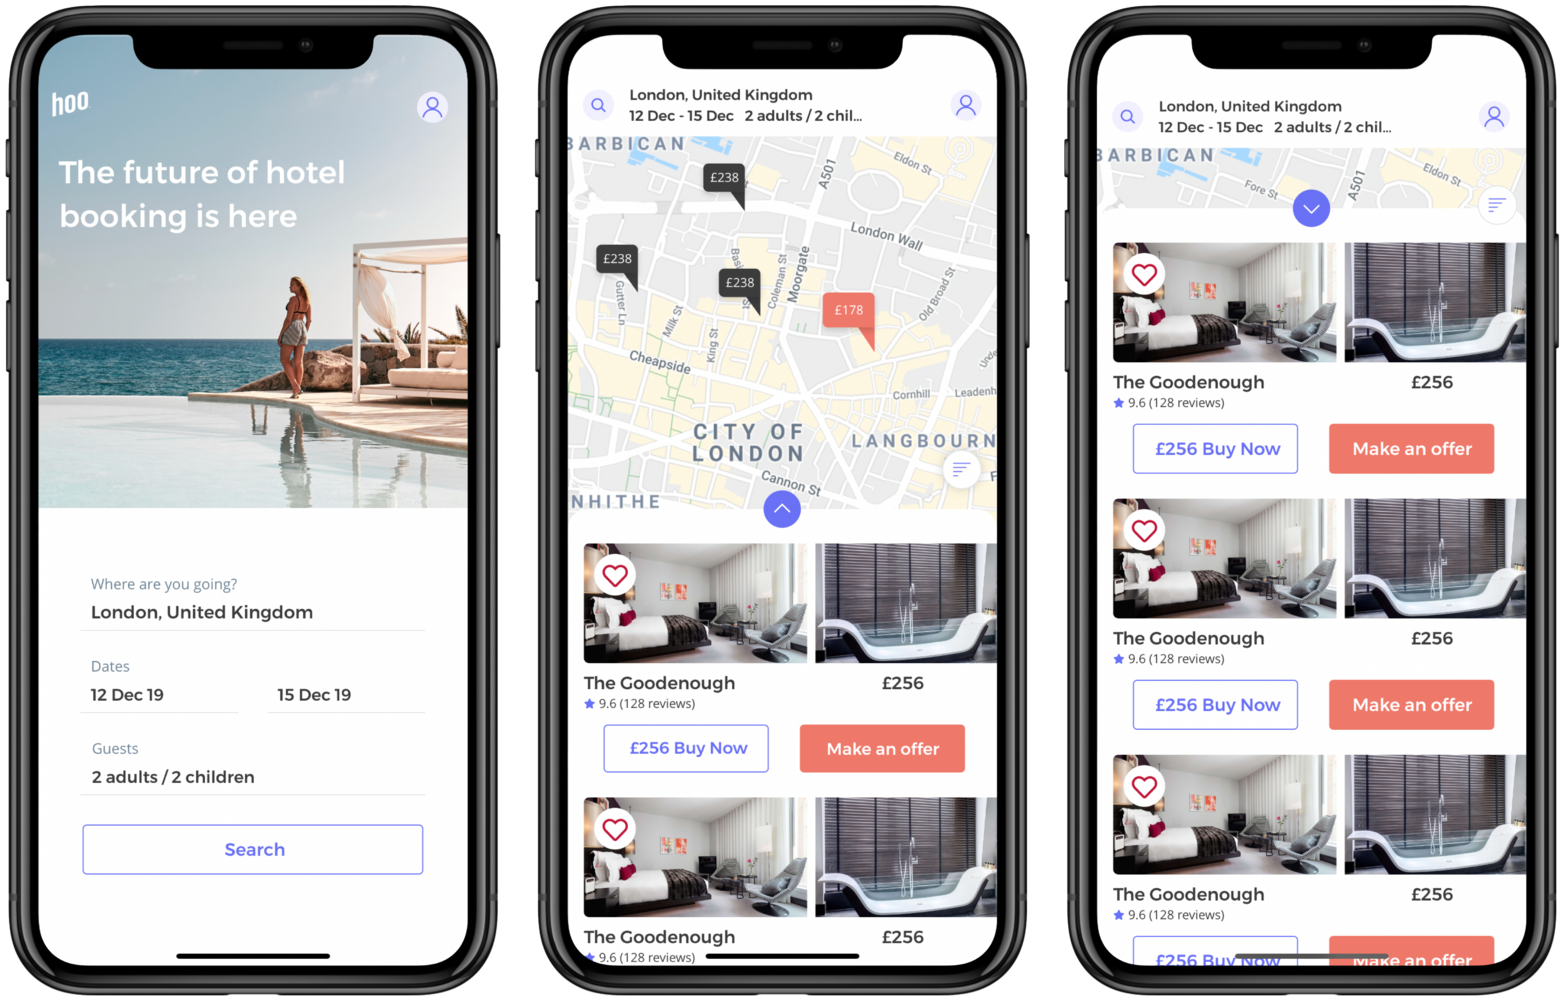 hoo
The future of hotel
booking is here
Where are you going?
London, United Kingdom
Dates
12 Dec 19
15 Dec 19
Guests
2 adults / 2 children
Search
London, United Kingdom
12 Dec - 15 Dec 2 adults / 2 chil...
BARBICAN
£238
A501
Eldon St
London Wall
£238
£238
Coleman St
Moorgate
£178
Old Broad St
Gutter Ln
Milk St
King St
Cheapside
Cornhill
Leadenh
CITY OF
LONDON
LANGBOURN
Cannon St
NHITHE
The Goodenough
£256
9.6 (128 reviews)
£256 Buy Now
Make an offer
The Goodenough
£256
9.6 (128 reviews)
London, United Kingdom
12 Dec - 15 Dec 2 adults / 2 chil...
BARBICAN
Fore St
A501
Eldon St
The Goodenough
£256
9.6 (128 reviews)
£256 Buy Now
Make an offer
The Goodenough
£256
9.6 (128 reviews)
£256 Buy Now
Make an offer
The Goodenough
£256
9.6 (128 reviews)
£256 Buy Now
Make an offer